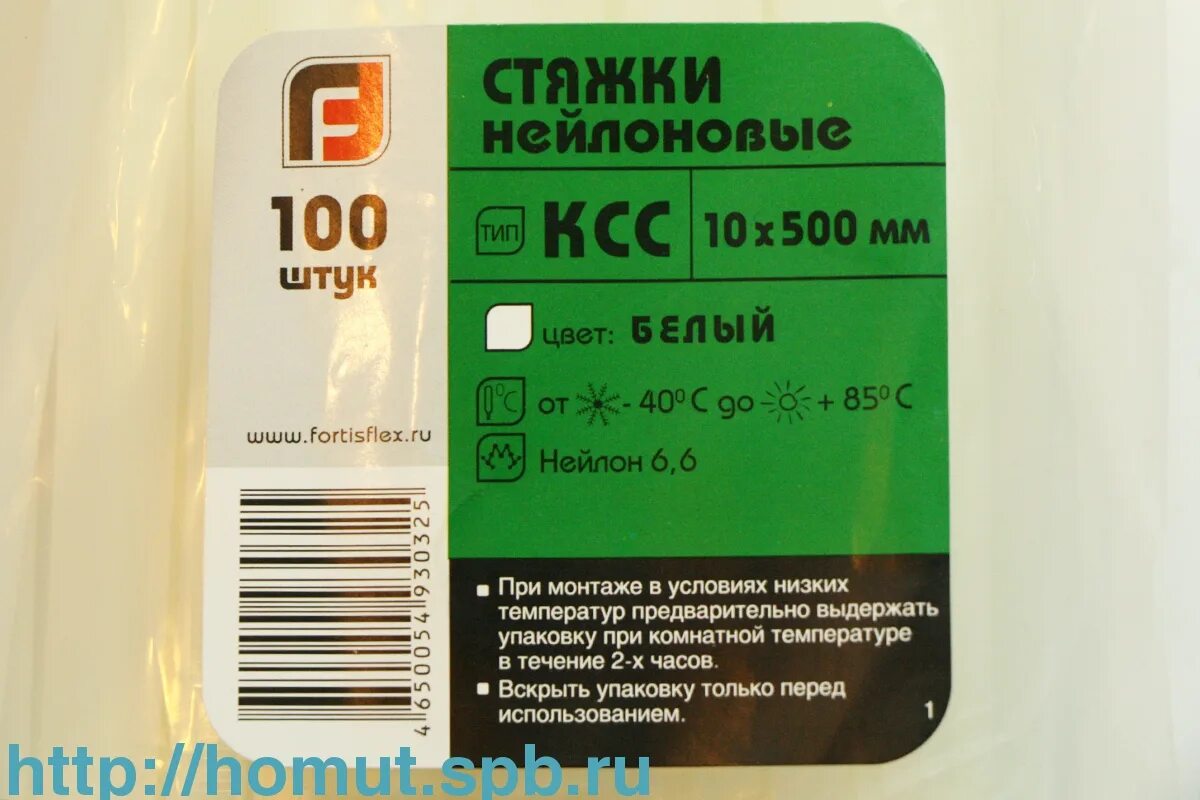 F
100
штук
www.fortisflex.ru
4650054930325
СТЯЖКИ
НЕЙЛОНОВЫЕ
ТИП КСС 10х500 мм
цвет: БЕЛЫЙ
°C от - 40°C до + 85°C
Нейлон 6,6
При монтаже в условиях низких
температур предварительно выдержать
упаковку при комнатной температуре
в течение 2-х часов.
Вскрыть упаковку только перед
использованием.
1
http://homut.spb.ru